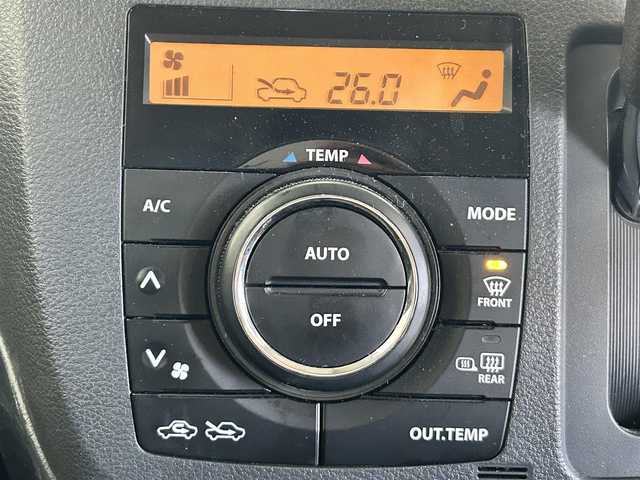 26.0
TEMP
A/C
MODE
AUTO
OFF
FRONT
REAR
OUT.TEMP